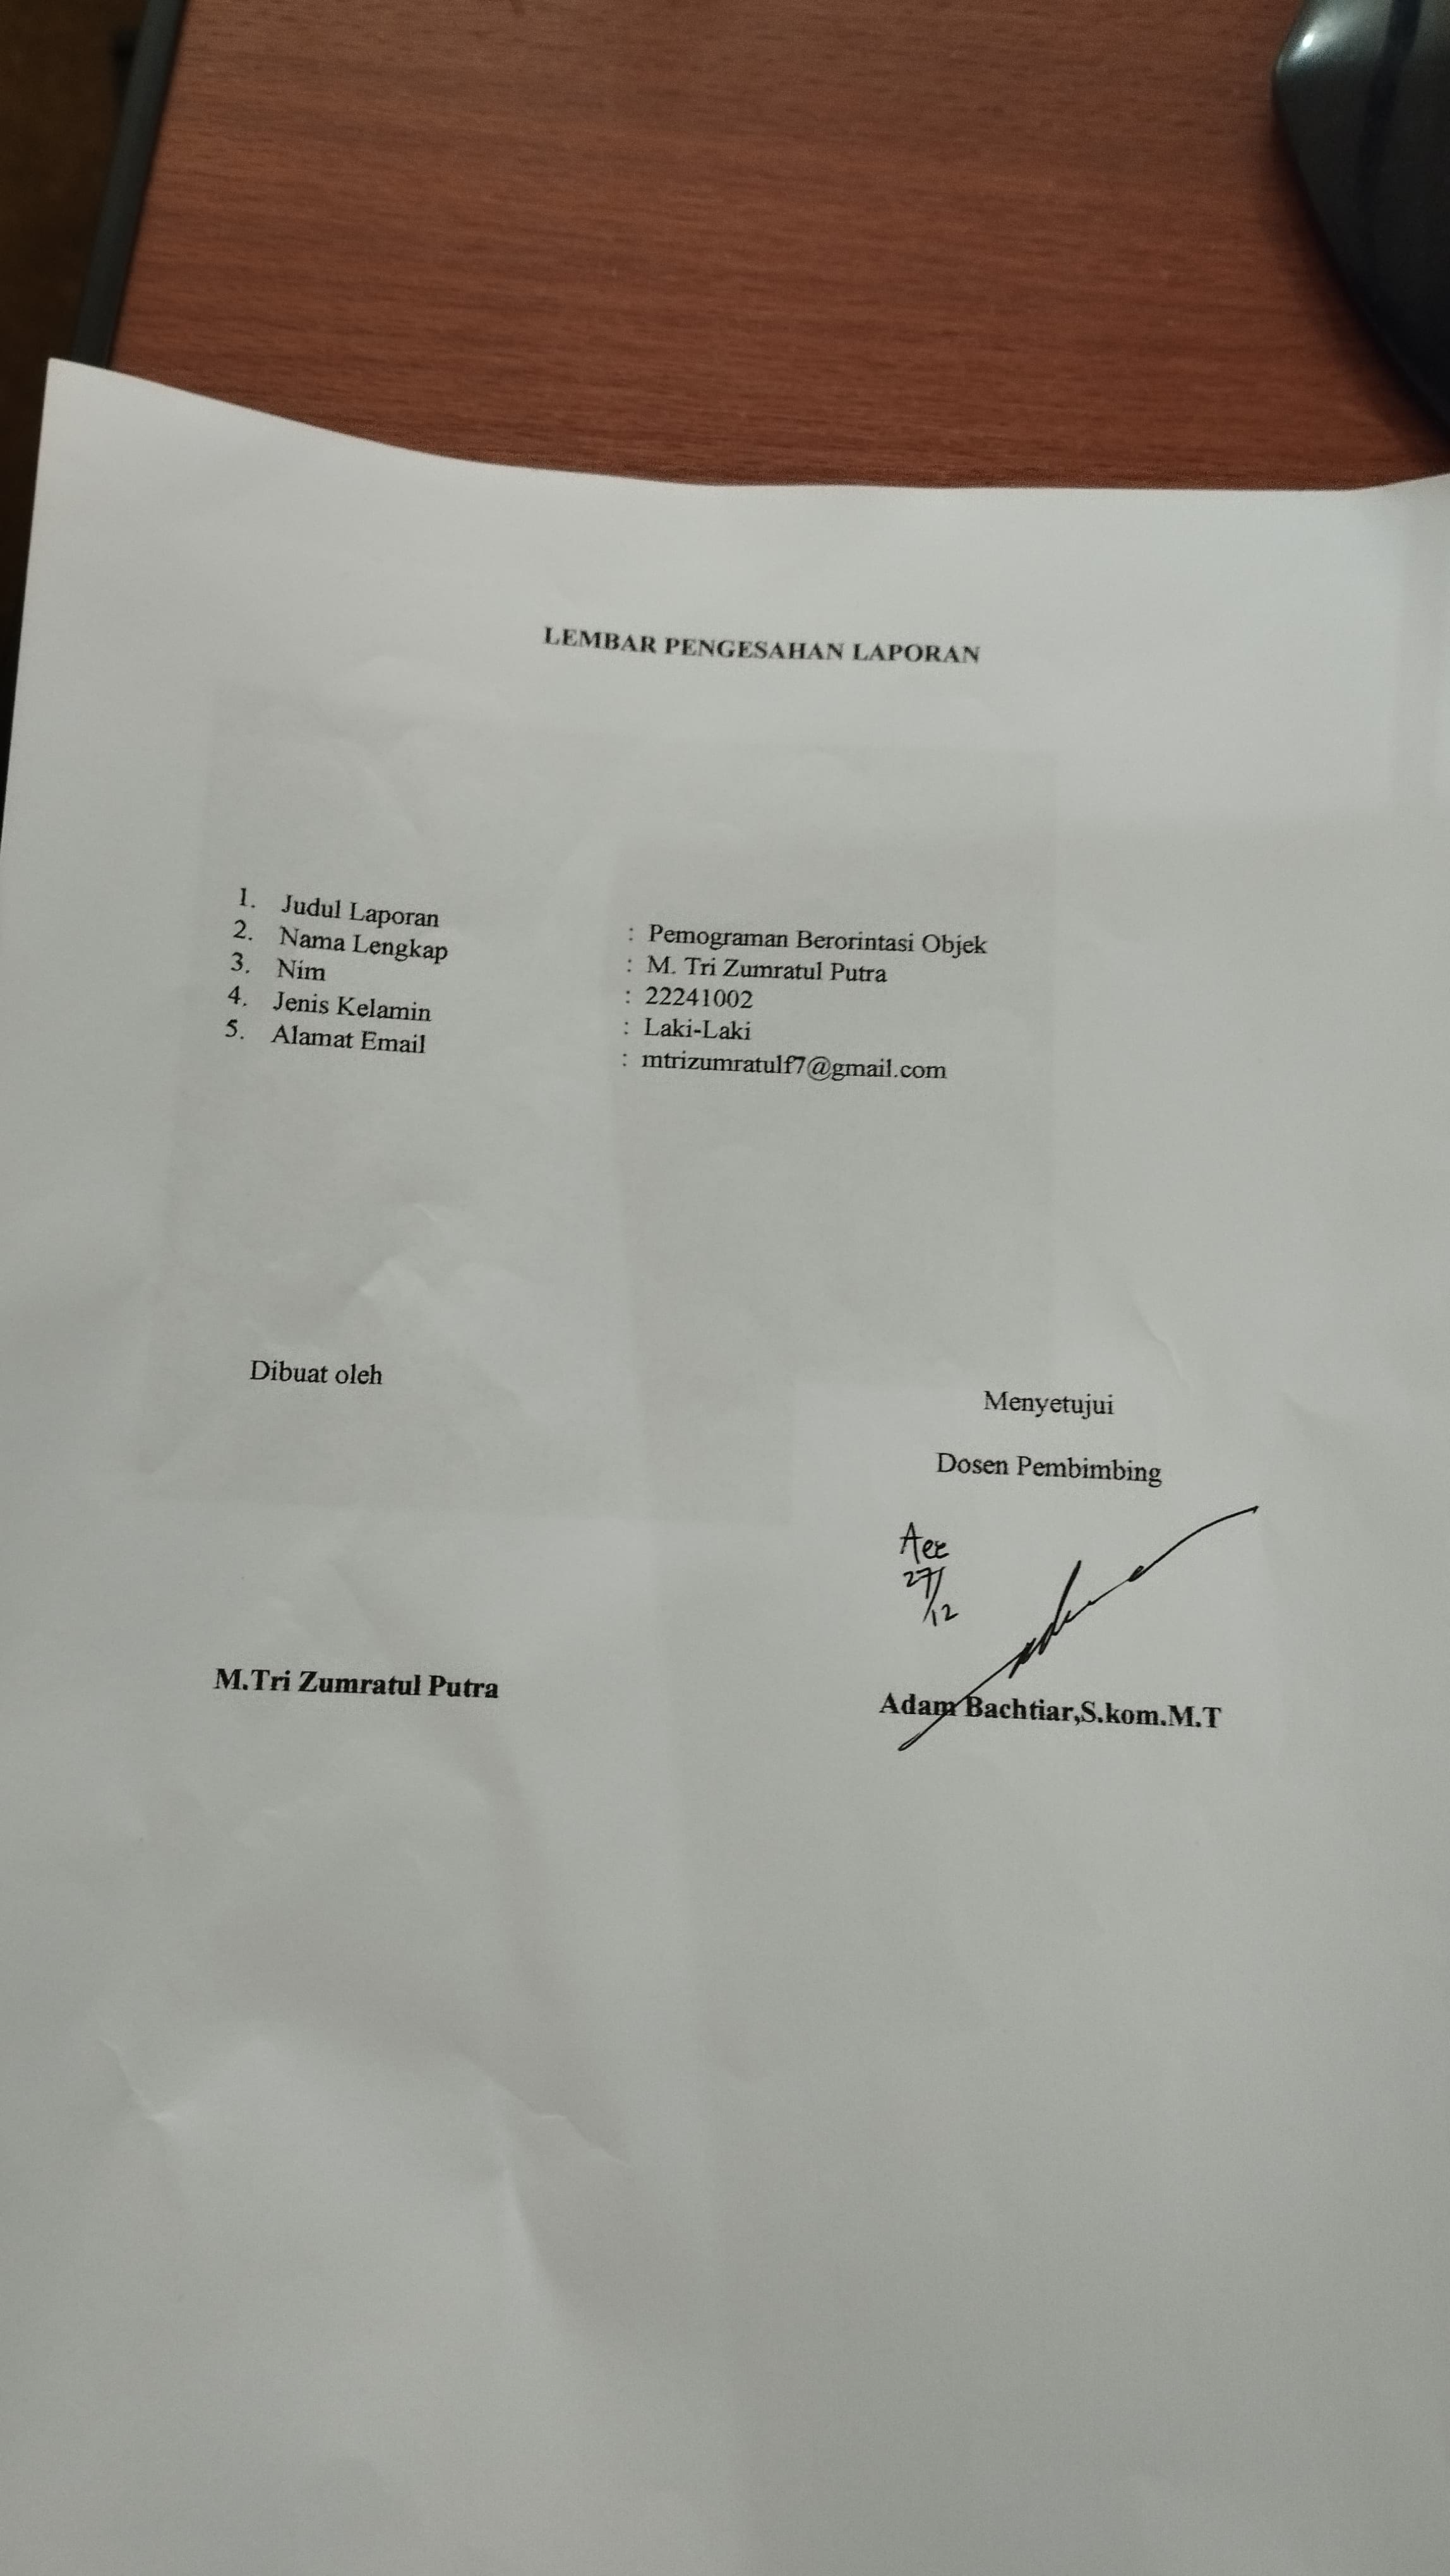 LEMBAR PENGESAHAN LAPORAN
1. Judul Laporan : Pemograman Berorintasi Objek
2. Nama Lengkap : M. Tri Zumratul Putra
3. Nim : 22241002
4. Jenis Kelamin : Laki-Laki
5. Alamat Email : mtrizumratulf7@gmail.com
Dibuat oleh
Menyetujui
Dosen Pembimbing
Acc
27/12
M.Tri Zumratul Putra
Adam Bachtiar,S.kom.M.T